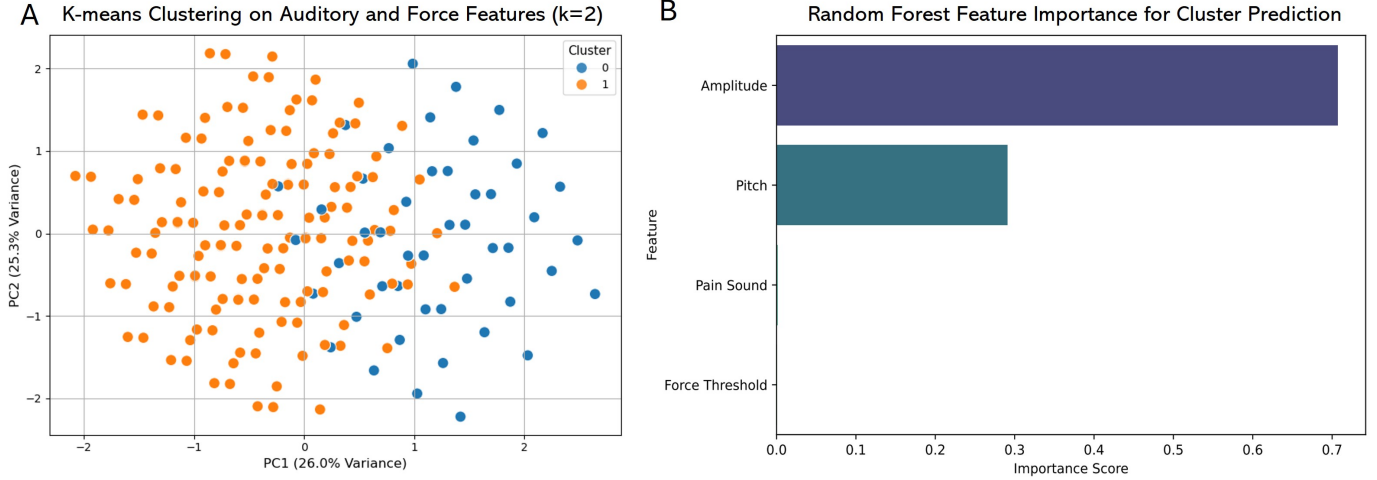 A
K-means Clustering on Auditory and Force Features (k=2)
Cluster
0
1
2
1
0
−1
−2
PC2 (25.3% Variance)
−2
−1
0
1
2
PC1 (26.0% Variance)
B
Random Forest Feature Importance for Cluster Prediction
Feature
Amplitude
Pitch
Pain Sound
Force Threshold
0.0
0.1
0.2
0.3
0.4
0.5
0.6
0.7
Importance Score